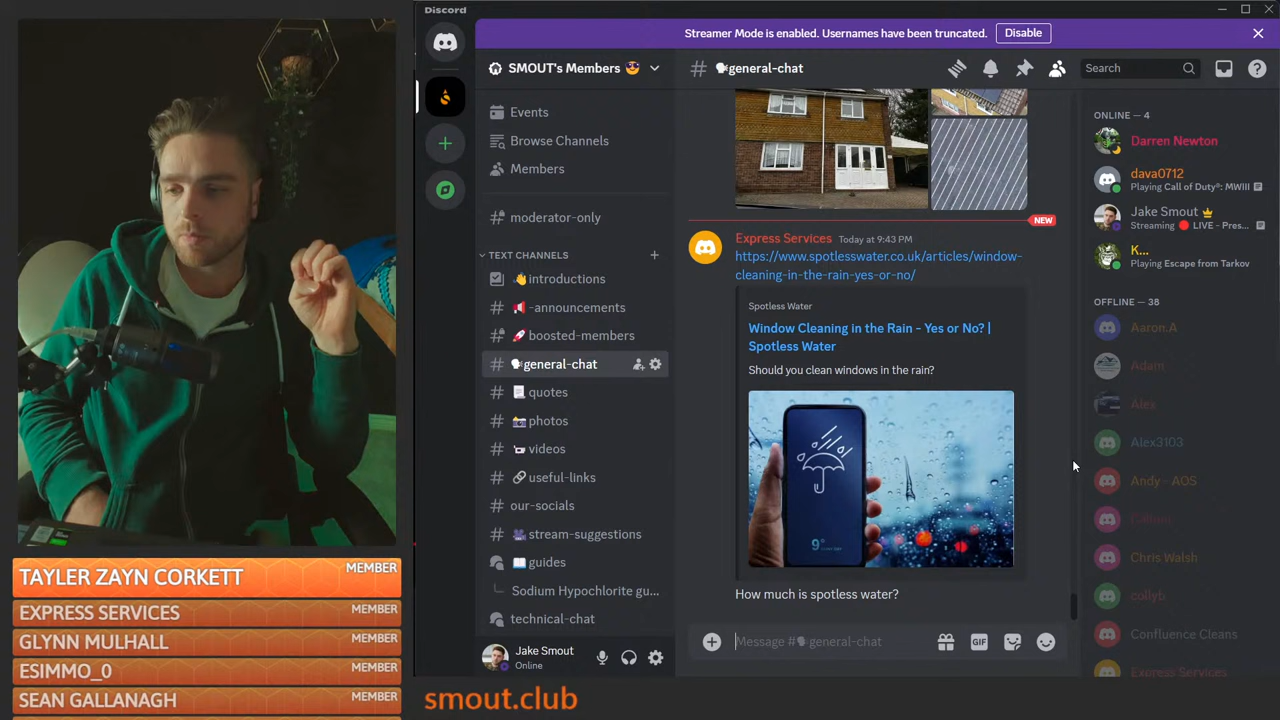 Discord
Streamer Mode is enabled. Usernames have been truncated.
Disable
SMOUT's Members
Events
Browse Channels
Members
moderator-only
TEXT CHANNELS
introductions
-announcements
boosted-members
general-chat
quotes
photos
videos
useful-links
our-socials
stream-suggestions
guides
Sodium Hypochlorite gu...
technical-chat
Jake Smout
Online
general-chat
Search
NEW
Express Services Today at 9:43 PM
https://www.spotlesswater.co.uk/articles/window-
cleaning-in-the-rain-yes-or-no/
Spotless Water
Window Cleaning in the Rain - Yes or No? |
Spotless Water
Should you clean windows in the rain?
9°
How much is spotless water?
Message #general-chat
GIF
ONLINE — 4
Darren Newton
dava0712
Playing Call of Duty®: MWIII
Jake Smout
Streaming LIVE - Pres...
K...
Playing Escape from Tarkov
OFFLINE — 38
Aaron.A
Adam
Alex
Alex3103
Andy - AOS
Callum
Chris Walsh
collyb.
Confluence Cleans
Express Services
TAYLER ZAYN CORKETT MEMBER
EXPRESS SERVICES MEMBER
GLYNN MULHALL MEMBER
ESIMMO_0 MEMBER
SEAN GALLANAGH MEMBER
smout.club